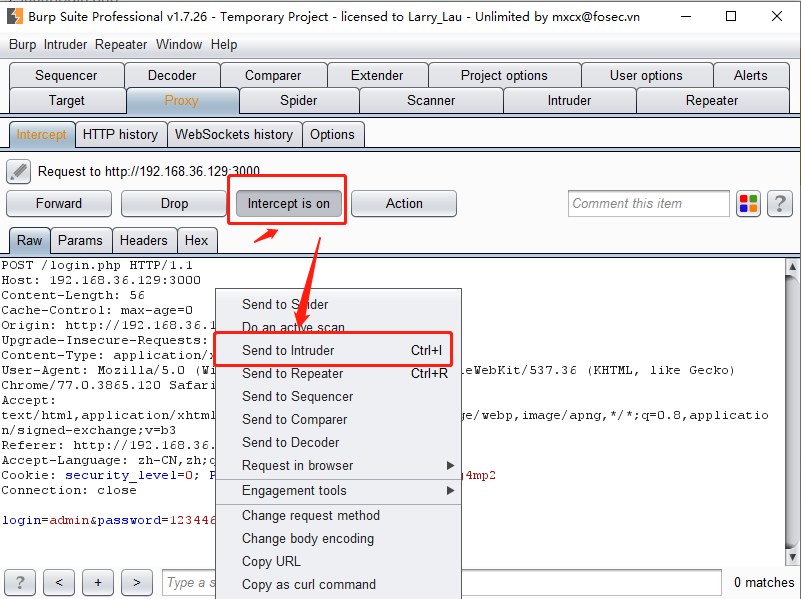 Burp Suite Professional v1.7.26 - Temporary Project - licensed to Larry_Lau - Unlimited by mxcx@fosec.vn
Burp Intruder Repeater Window Help
Sequencer Decoder Comparer Extender Project options User options Alerts
Target Proxy Spider Scanner Intruder Repeater
Intercept HTTP history WebSockets history Options
Request to http://192.168.36.129:3000
Forward Drop Intercept is on Action Comment this item ?
Raw Params Headers Hex
POST /login.php HTTP/1.1
Host: 192.168.36.129:3000
Content-Length: 56
Cache-Control: max-age=0
Origin: http://192.168.36.1
Upgrade-Insecure-Requests:
Content-Type: application/x
User-Agent: Mozilla/5.0 (Wi leWebKit/537.36 (KHTML, like Gecko)
Chrome/77.0.3865.120 Safari
Accept:
text/html,application/xhtml ge/webp,image/apng,*/*;q=0.8,applicatio
n/signed-exchange;v=b3
Referer: http://192.168.36.
Accept-Language: zh-CN,zh;q
Cookie: security_level=0; P 4mp2
Connection: close
login=admin&password=123446
Send to Spider
Do an active scan
Send to Intruder Ctrl+I
Send to Repeater Ctrl+R
Send to Sequencer
Send to Comparer
Send to Decoder
Request in browser
Engagement tools
Change request method
Change body encoding
Copy URL
Copy as curl command
? < + > Type a s 0 matches